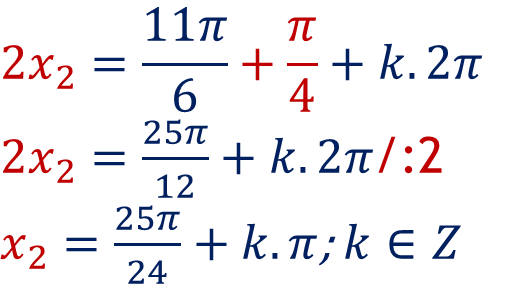 2x₂ = 11π/6 + π/4 + k.2π
2x₂ = 25π/12 + k.2π/:2
x₂ = 25π/24 + k.π;k ∈ Z